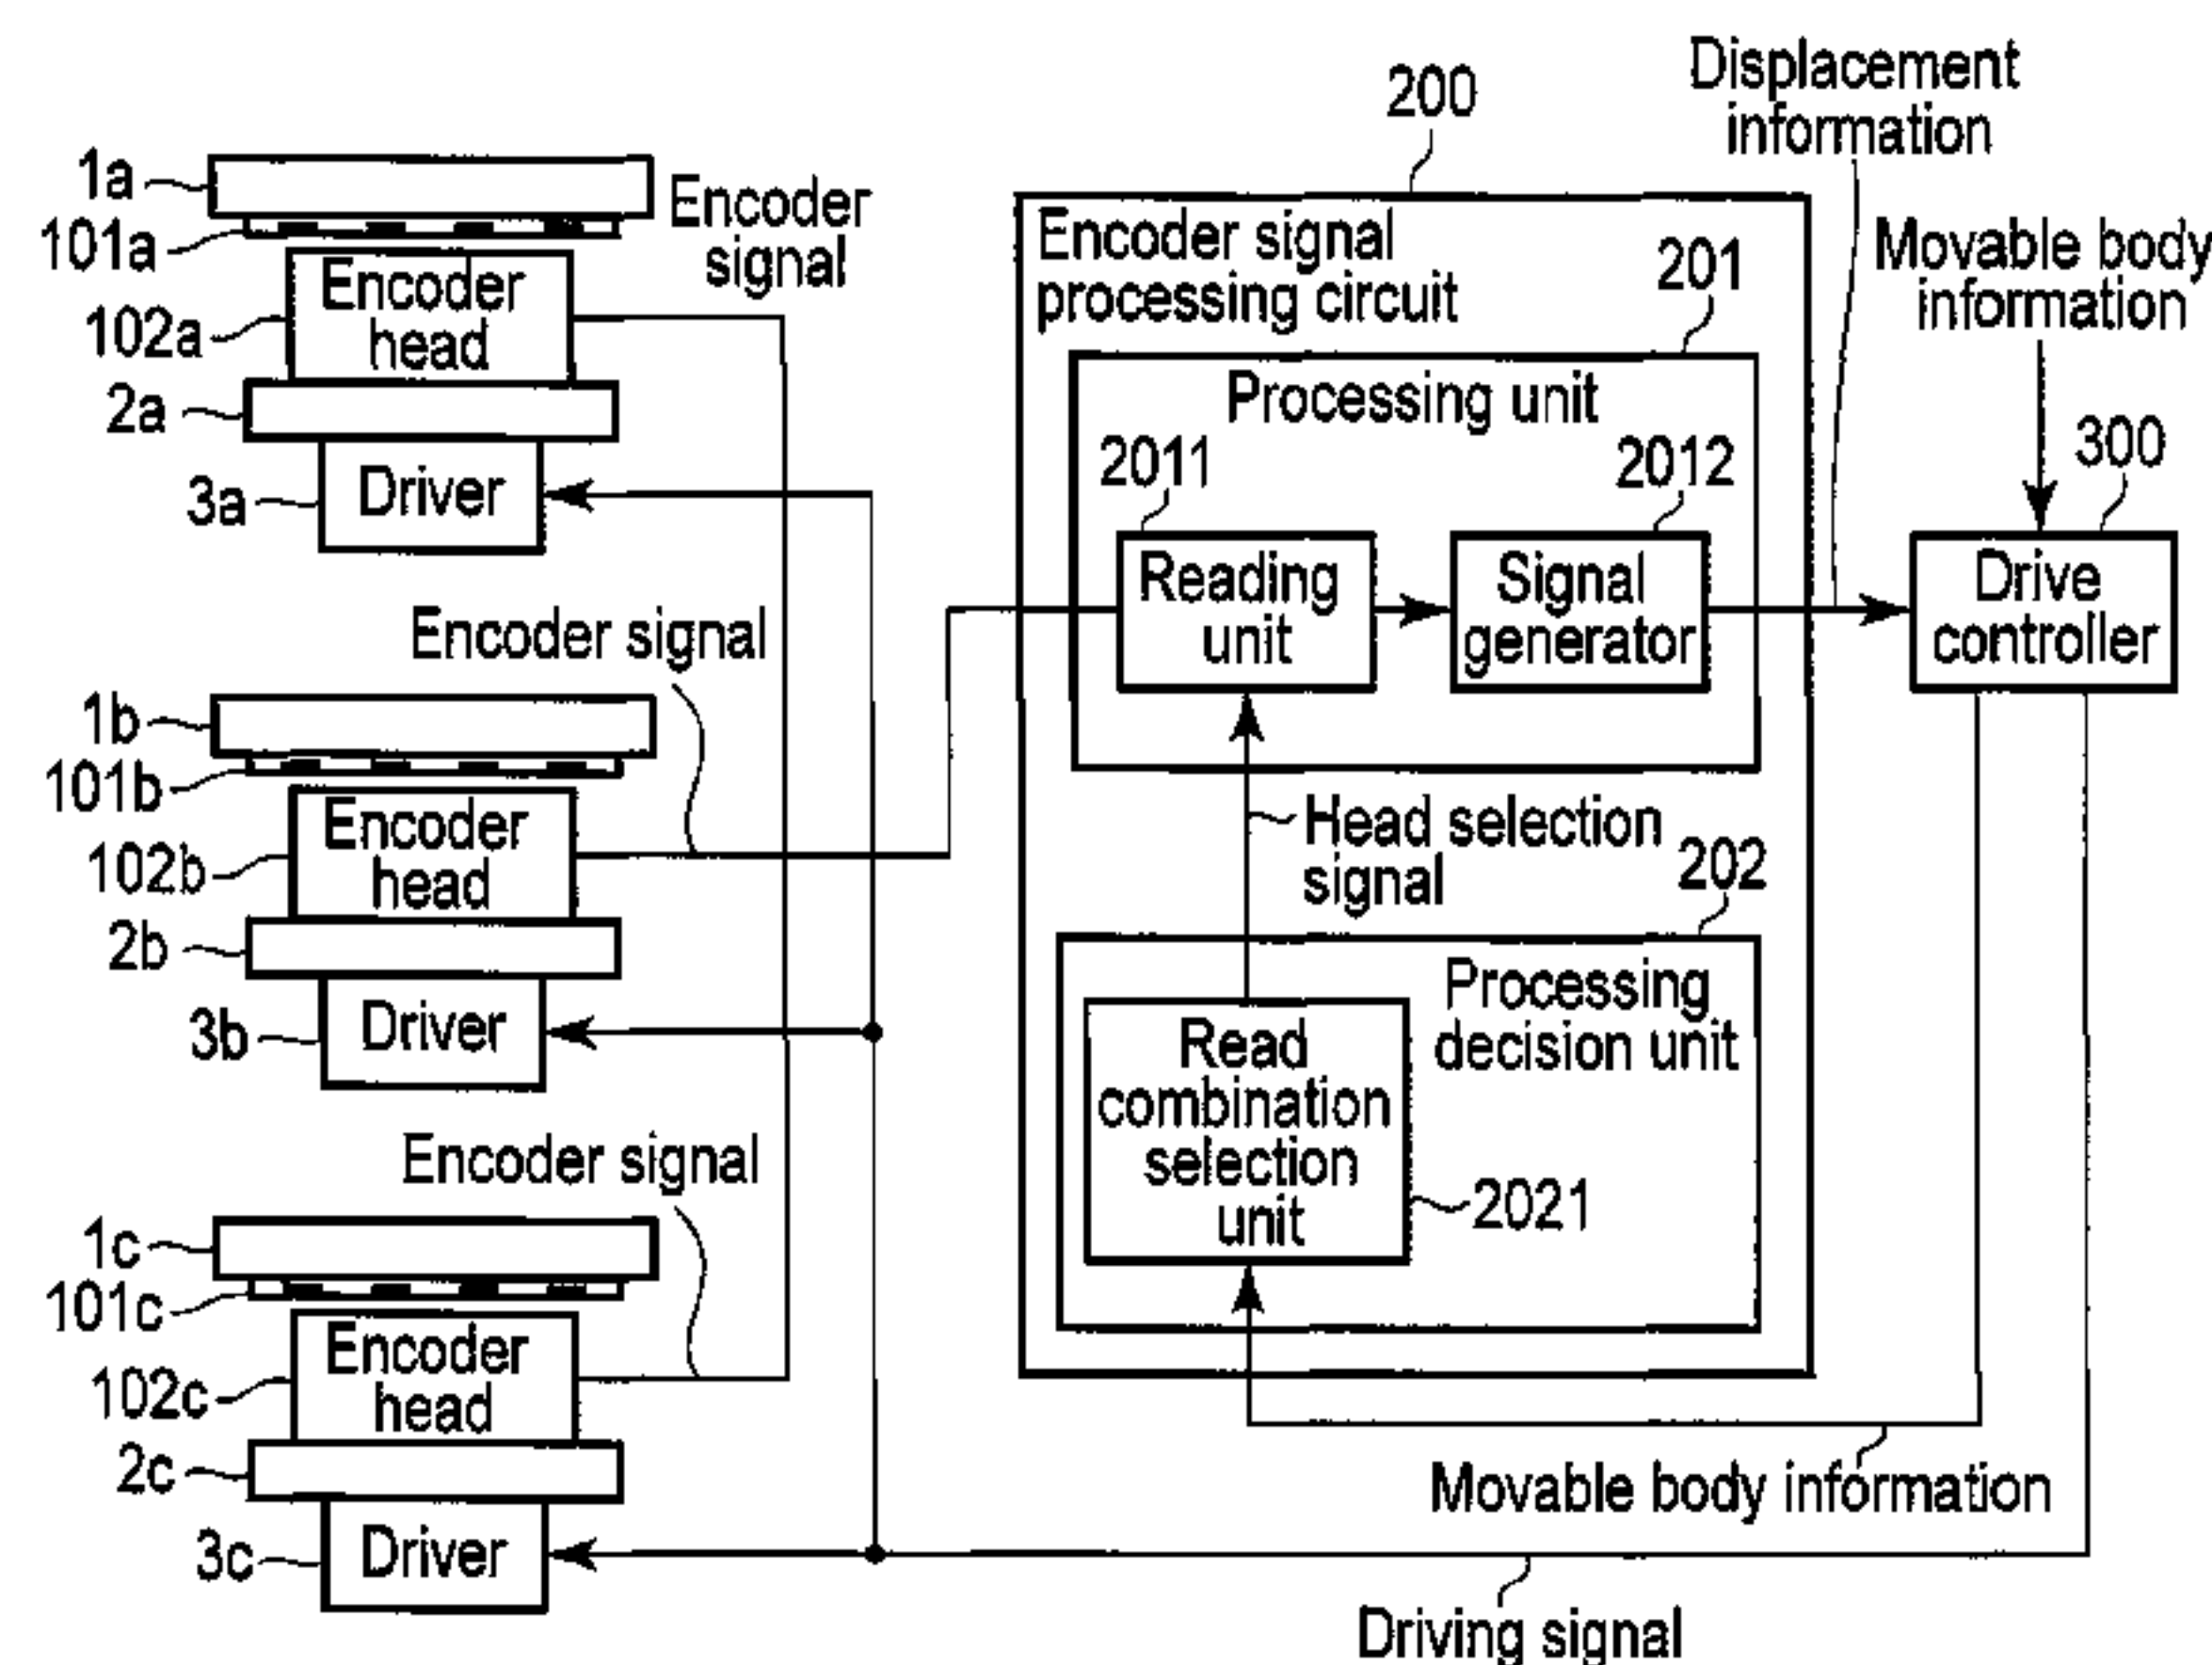 1a
101a
102a
2a
3a
Encoder
head
Driver
Encoder
signal
1b
101b
102b
2b
3b
Encoder
head
Driver
Encoder signal
1c
101c
102c
2c
3c
Encoder
head
Driver
Encoder signal
200
Encoder signal
processing circuit
201
Processing unit
2011
Reading
unit
2012
Signal
generator
Head selection
signal
202
Processing
decision unit
Read
combination
selection
unit
2021
Displacement
information
Movable body
information
300
Drive
controller
Movable body information
Driving signal